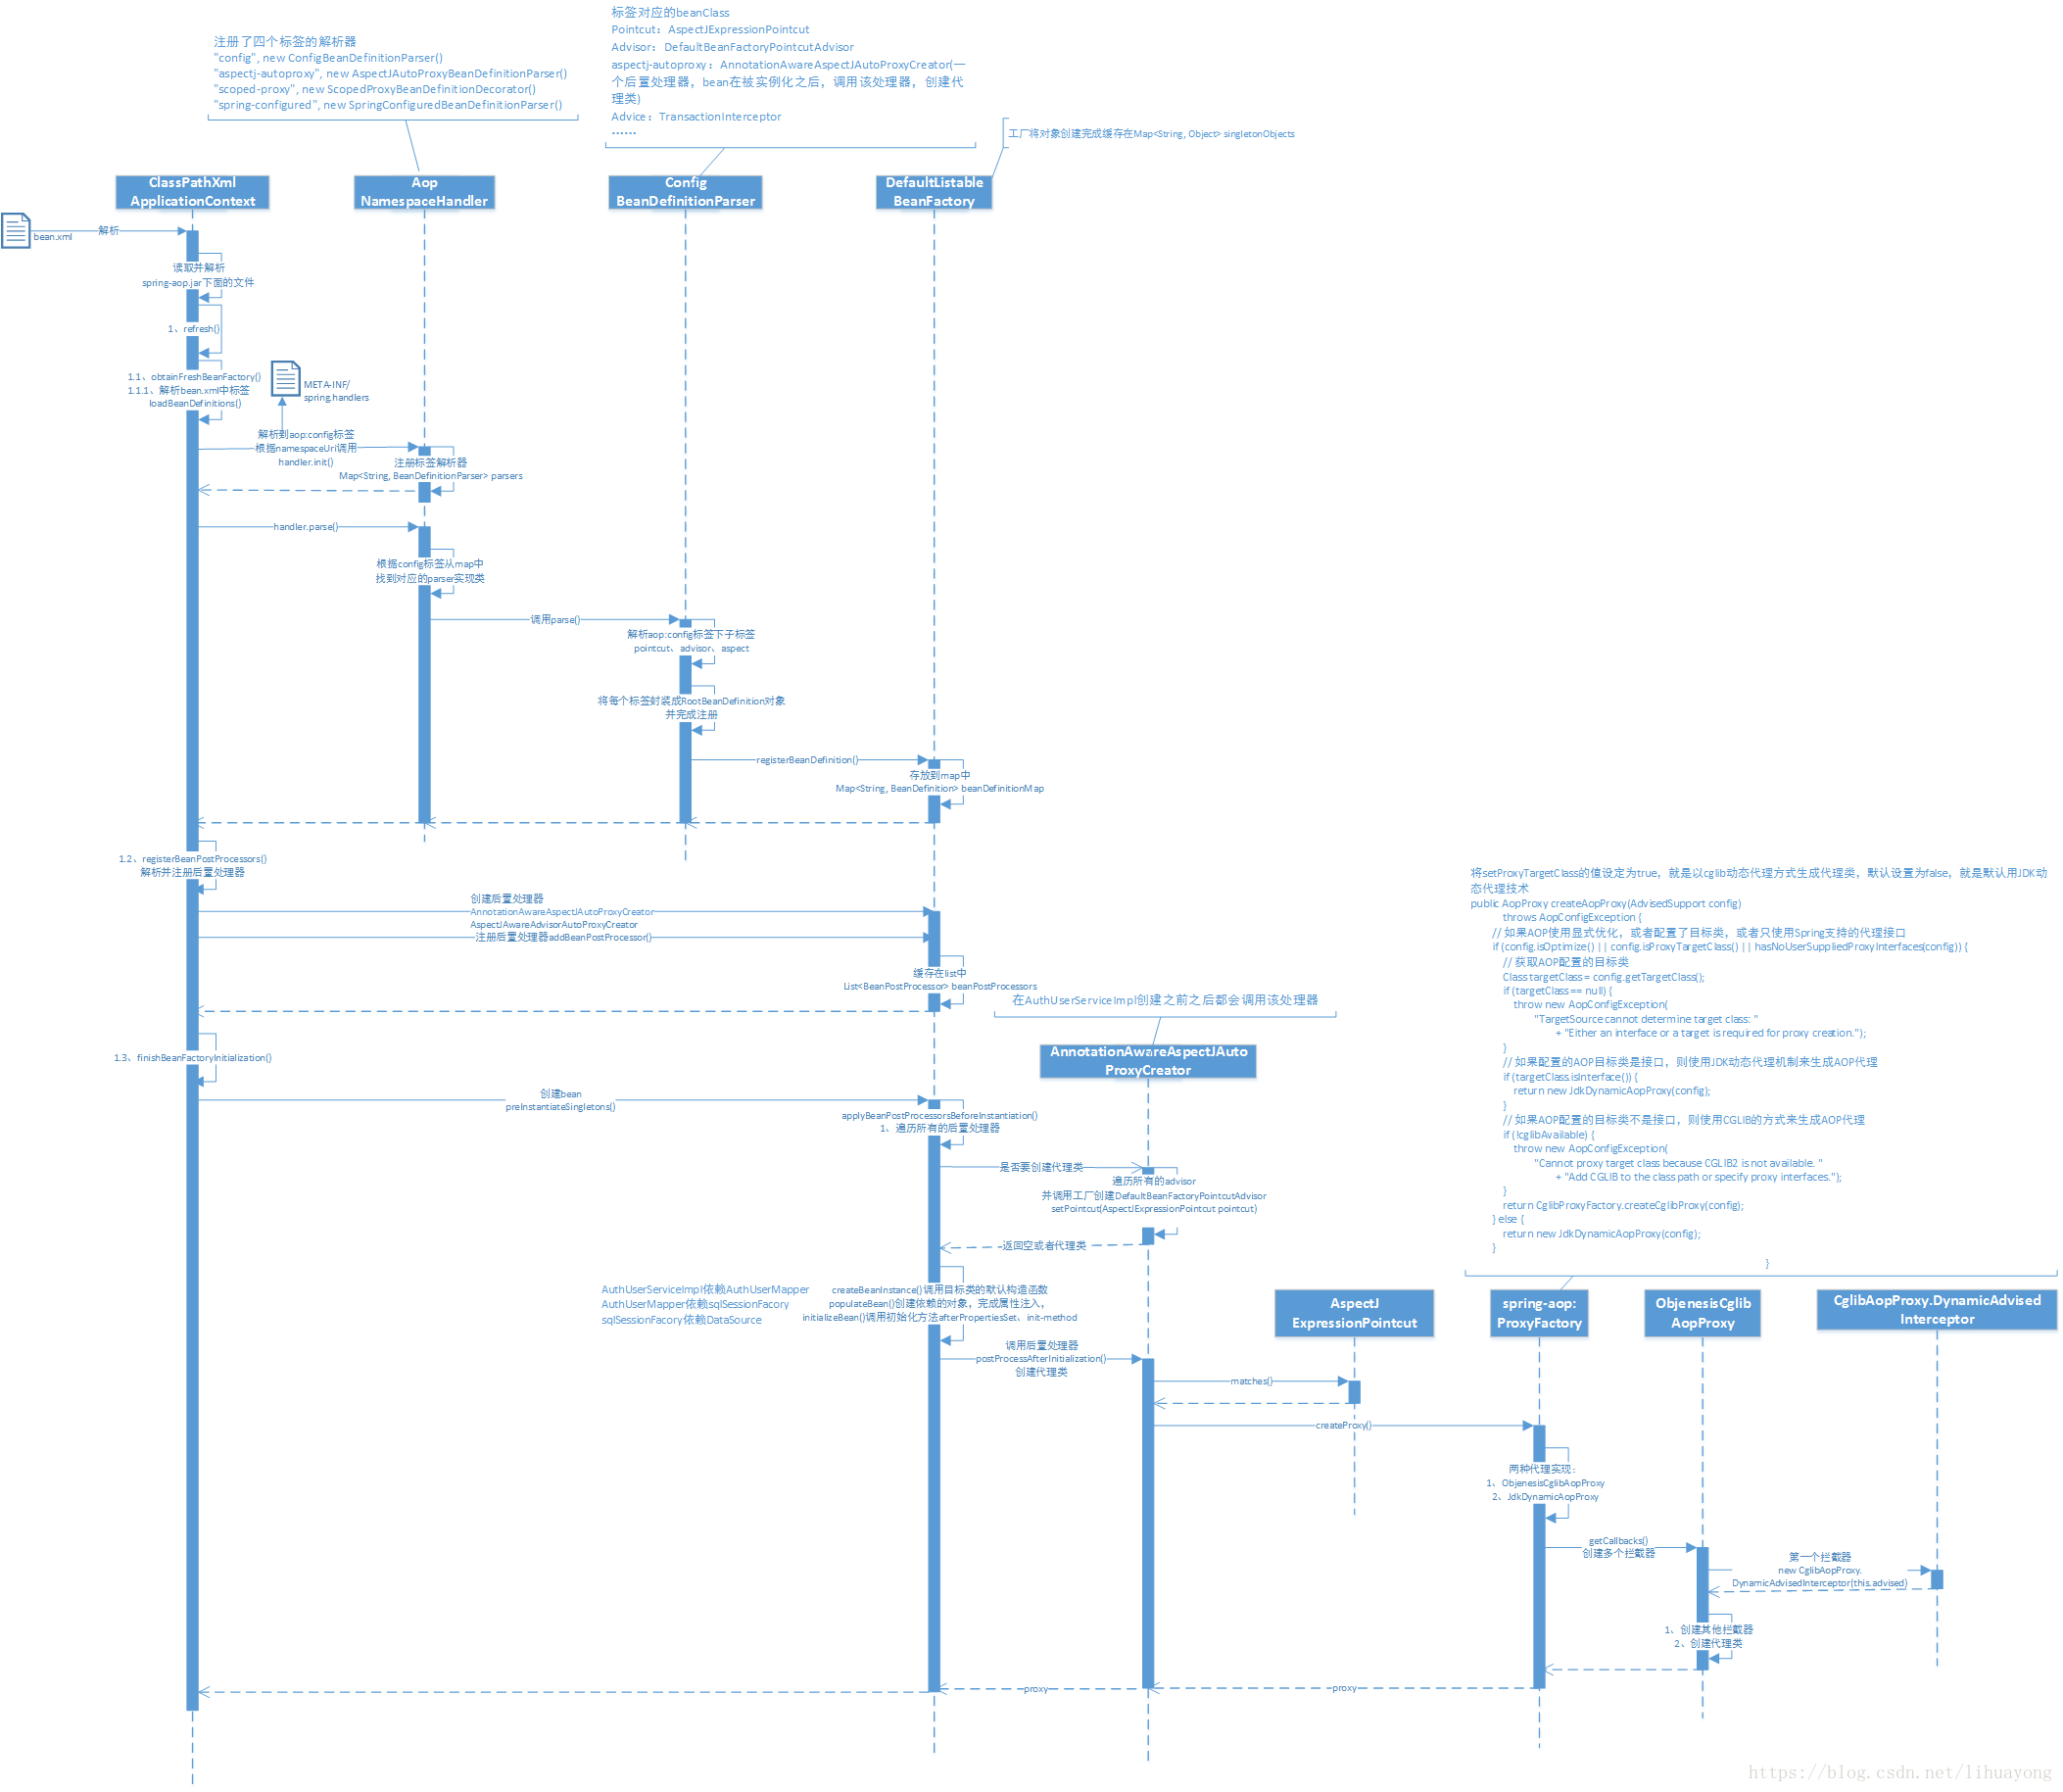 标签对应的beanClass
Pointcut：AspectJExpressionPointcut
Advisor：DefaultBeanFactoryPointcutAdvisor
aspectj-autoproxy：AnnotationAwareAspectJAutoProxyCreator(一
个后置处理器，bean在被实例化之后，调用该处理器，创建代
理类)
Advice：TransactionInterceptor
······
注册了四个标签的解析器
"config", new ConfigBeanDefinitionParser()
"aspectj-autoproxy", new AspectJAutoProxyBeanDefinitionParser()
"scoped-proxy", new ScopedProxyBeanDefinitionDecorator()
"spring-configured", new SpringConfiguredBeanDefinitionParser()
工厂将对象创建完成缓存在Map<String, Object> singletonObjects
ClassPathXml
ApplicationContext
Aop
NamespaceHandler
Config
BeanDefinitionParser
DefaultListable
BeanFactory
bean.xml
解析
读取并解析
spring-aop.jar下面的文件
1、refresh()
1.1、obtainFreshBeanFactory()
1.1.1、解析bean.xml中标签
loadBeanDefinitions()
META-INF/
spring.handlers
解析到aop:config标签
根据namespaceUri调用
handler.init()
注册标签解析器
Map<String, BeanDefinitionParser> parsers
handler.parse()
根据config标签从map中
找到对应的parser实现类
调用parse()
解析aop:config标签下子标签
pointcut、advisor、aspect
将每个标签封装成RootBeanDefinition对象
并完成注册
registerBeanDefinition()
存放到map中
Map<String, BeanDefinition> beanDefinitionMap
1.2、registerBeanPostProcessors()
解析并注册后置处理器
创建后置处理器
AnnotationAwareAspectJAutoProxyCreator
AspectJAwareAdvisorAutoProxyCreator
注册后置处理器addBeanPostProcessor()
缓存在list中
List<BeanPostProcessor> beanPostProcessors
在AuthUserServiceImpl创建之前之后都会调用该处理器
AnnotationAwareAspectJAuto
ProxyCreator
1.3、finishBeanFactoryInitialization()
创建bean
preInstantiateSingletons()
applyBeanPostProcessorsBeforeInstantiation()
1、遍历所有的后置处理器
是否要创建代理类
遍历所有的advisor
并调用工厂创建DefaultBeanFactoryPointcutAdvisor
setPointcut(AspectJExpressionPointcut pointcut)
返回空或者代理类
AuthUserServiceImpl依赖AuthUserMapper
AuthUserMapper依赖sqlSessionFacory
sqlSessionFacory依赖DataSource
createBeanInstance()调用目标类的默认构造函数
populateBean()创建依赖的对象，完成属性注入，
initializeBean()调用初始化方法afterPropertiesSet、init-method
调用后置处理器
postProcessAfterInitialization()
创建代理类
将setProxyTargetClass的值设定为true，就是以cglib动态代理方式生成代理类，默认设置为false，就是默认用JDK动
态代理技术
public AopProxy createAopProxy(AdvisedSupport config)
throws AopConfigException {
// 如果AOP使用显式优化，或者配置了目标类，或者只使用Spring支持的代理接口
if (config.isOptimize() || config.isProxyTargetClass() || hasNoUserSuppliedProxyInterfaces(config)) {
// 获取AOP配置的目标类
Class targetClass = config.getTargetClass();
if (targetClass == null) {
throw new AopConfigException(
"TargetSource cannot determine target class: "
+ "Either an interface or a target is required for proxy creation.");
}
// 如果配置的AOP目标类是接口，则使用JDK动态代理机制来生成AOP代理
if (targetClass.isInterface()) {
return new JdkDynamicAopProxy(config);
}
// 如果AOP配置的目标类不是接口，则使用CGLIB的方式来生成AOP代理
if (!cglibAvailable) {
throw new AopConfigException(
"Cannot proxy target class because CGLIB2 is not available. "
+ "Add CGLIB to the class path or specify proxy interfaces.");
}
return CglibProxyFactory.createCglibProxy(config);
} else {
return new JdkDynamicAopProxy(config);
}
}
AspectJ
ExpressionPointcut
spring-aop:
ProxyFactory
ObjenesisCglib
AopProxy
CglibAopProxy.DynamicAdvised
Interceptor
matches()
createProxy()
两种代理实现：
1、ObjenesisCglibAopProxy
2、JdkDynamicAopProxy
getCallbacks()
创建多个拦截器
第一个拦截器
new CglibAopProxy.
DynamicAdvisedInterceptor(this.advised)
1、创建其他拦截器
2、创建代理类
proxy
proxy
https://blog.csdn.net/lihuayong